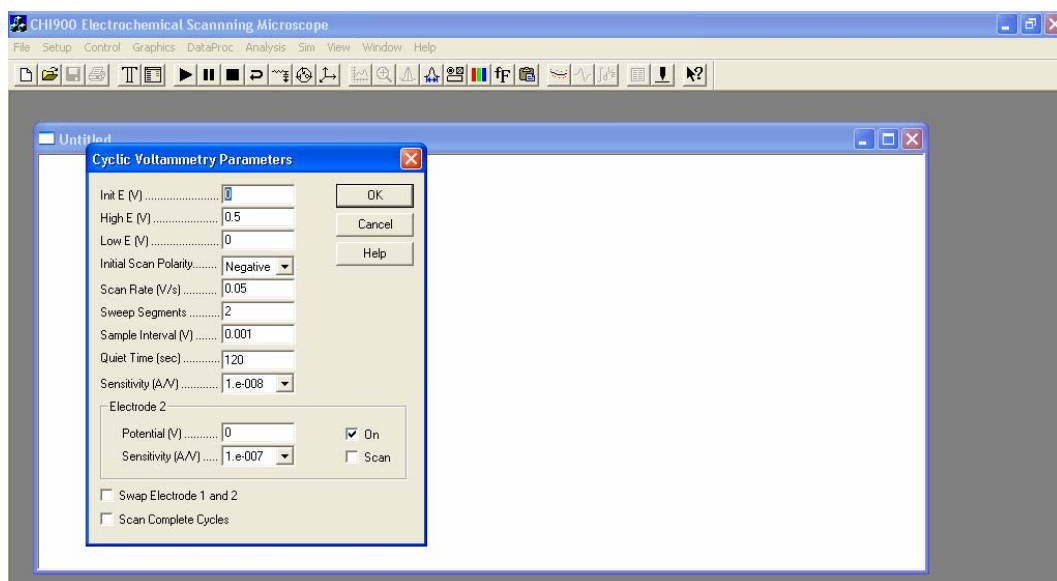 CHI900 Electrochemical Scannning Microscope
File Setup Control Graphics DataProc Analysis Sim View Window Help
T fF
Untitled
Cyclic Voltammetry Parameters
Init E (V) ....................... 0 OK
High E (V) ..................... 0.5 Cancel
Low E (V) ...................... 0
Initial Scan Polarity........ Negative Help
Scan Rate (V/s) ........... 0.05
Sweep Segments ......... 2
Sample Interval (V) ....... 0.001
Quiet Time (sec) ............ 120
Sensitivity (A/V) ............ 1.e-008
Electrode 2
Potential (V) ........... 0 On
Sensitivity (A/V) ..... 1.e-007 Scan
Swap Electrode 1 and 2
Scan Complete Cycles